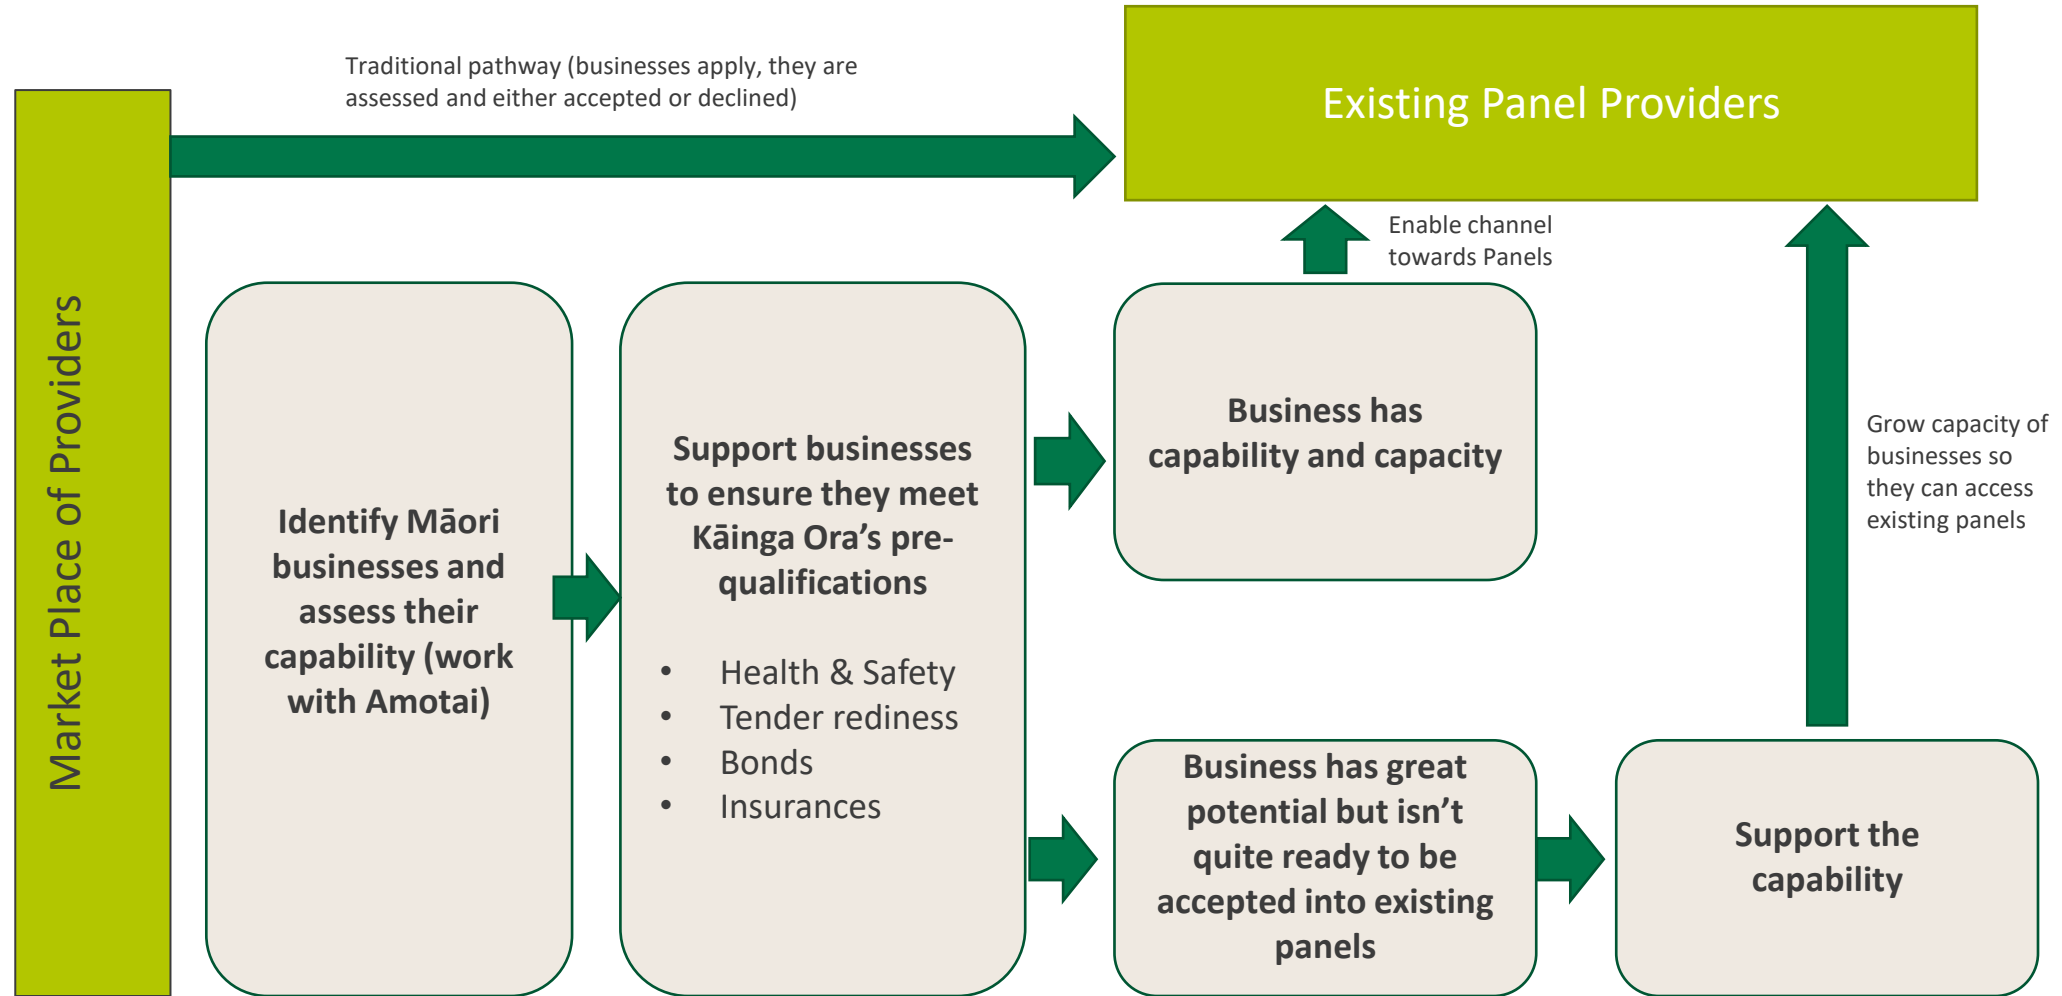 Traditional pathway (businesses apply, they are
assessed and either accepted or declined)
Existing Panel Providers
Market Place of Providers
Enable channel
towards Panels
Identify Māori
businesses and
assess their
capability (work
with Amotai)
Support businesses
to ensure they meet
Kāinga Ora’s pre-
qualifications
• Health & Safety
• Tender rediness
• Bonds
• Insurances
Business has
capability and capacity
Grow capacity of
businesses so
they can access
existing panels
Business has great
potential but isn’t
quite ready to be
accepted into existing
panels
Support the
capability